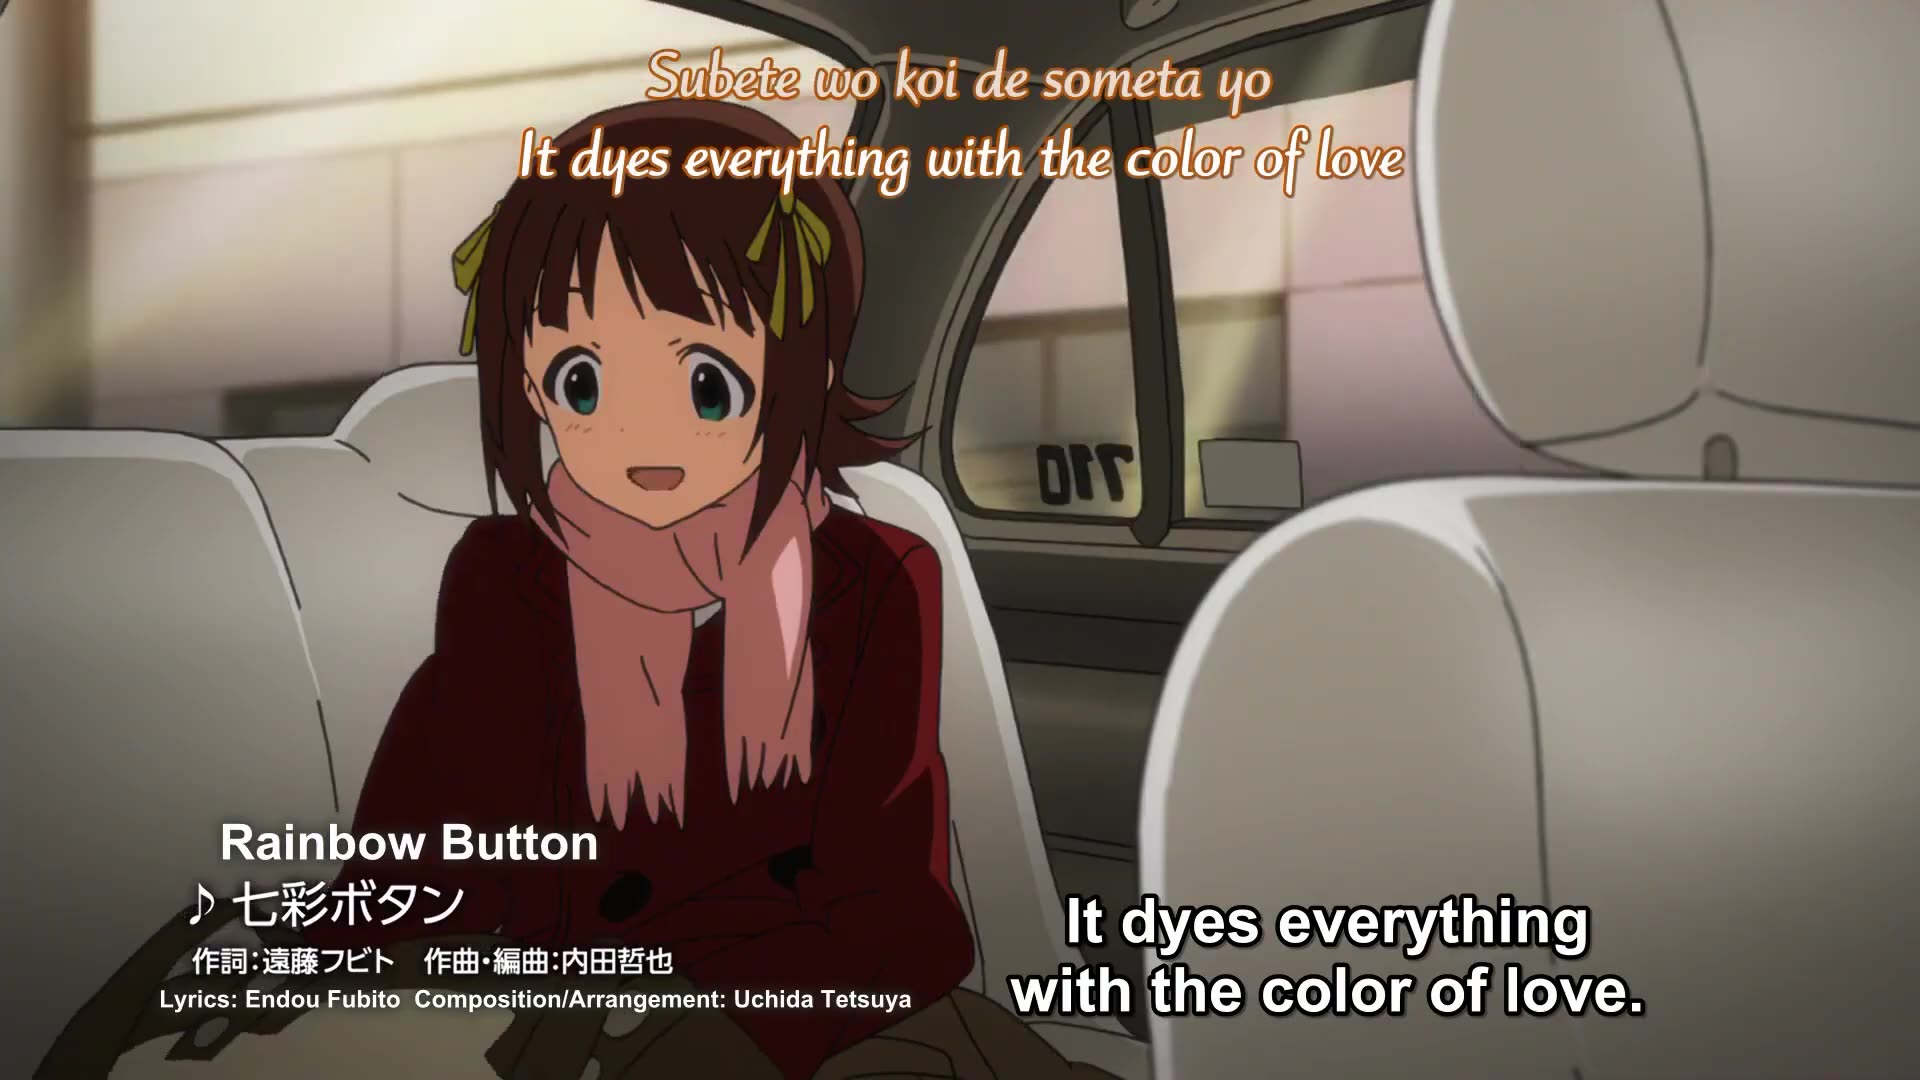 Subete wo koi de someta yo
It dyes everything with the color of love
710
Rainbow Button
♪ 七彩ボタン
作詞：遠藤フビト　作曲・編曲：内田哲也
Lyrics: Endou Fubito  Composition/Arrangement: Uchida Tetsuya
It dyes everything
with the color of love.